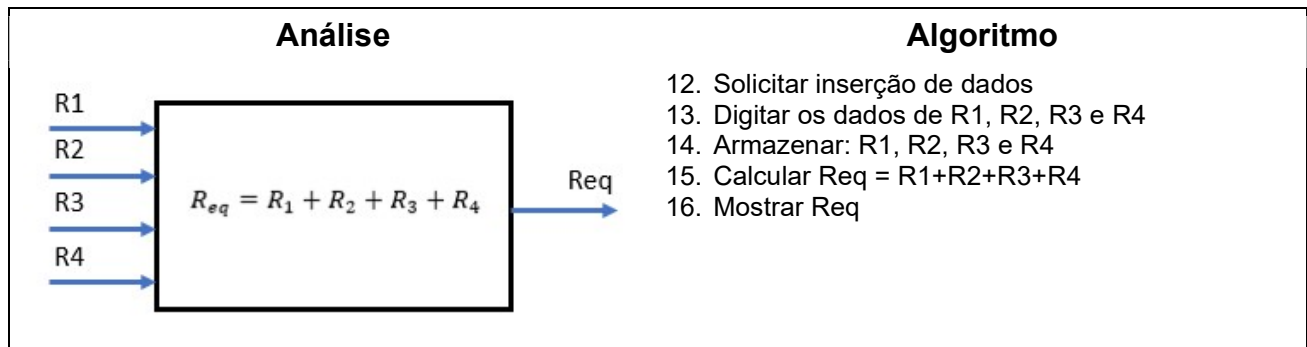 Análise
R1
R2
R3
R4
R_{eq} = R_1 + R_2 + R_3 + R_4
Req
Algoritmo
12. Solicitar inserção de dados
13. Digitar os dados de R1, R2, R3 e R4
14. Armazenar: R1, R2, R3 e R4
15. Calcular Req = R1+R2+R3+R4
16. Mostrar Req